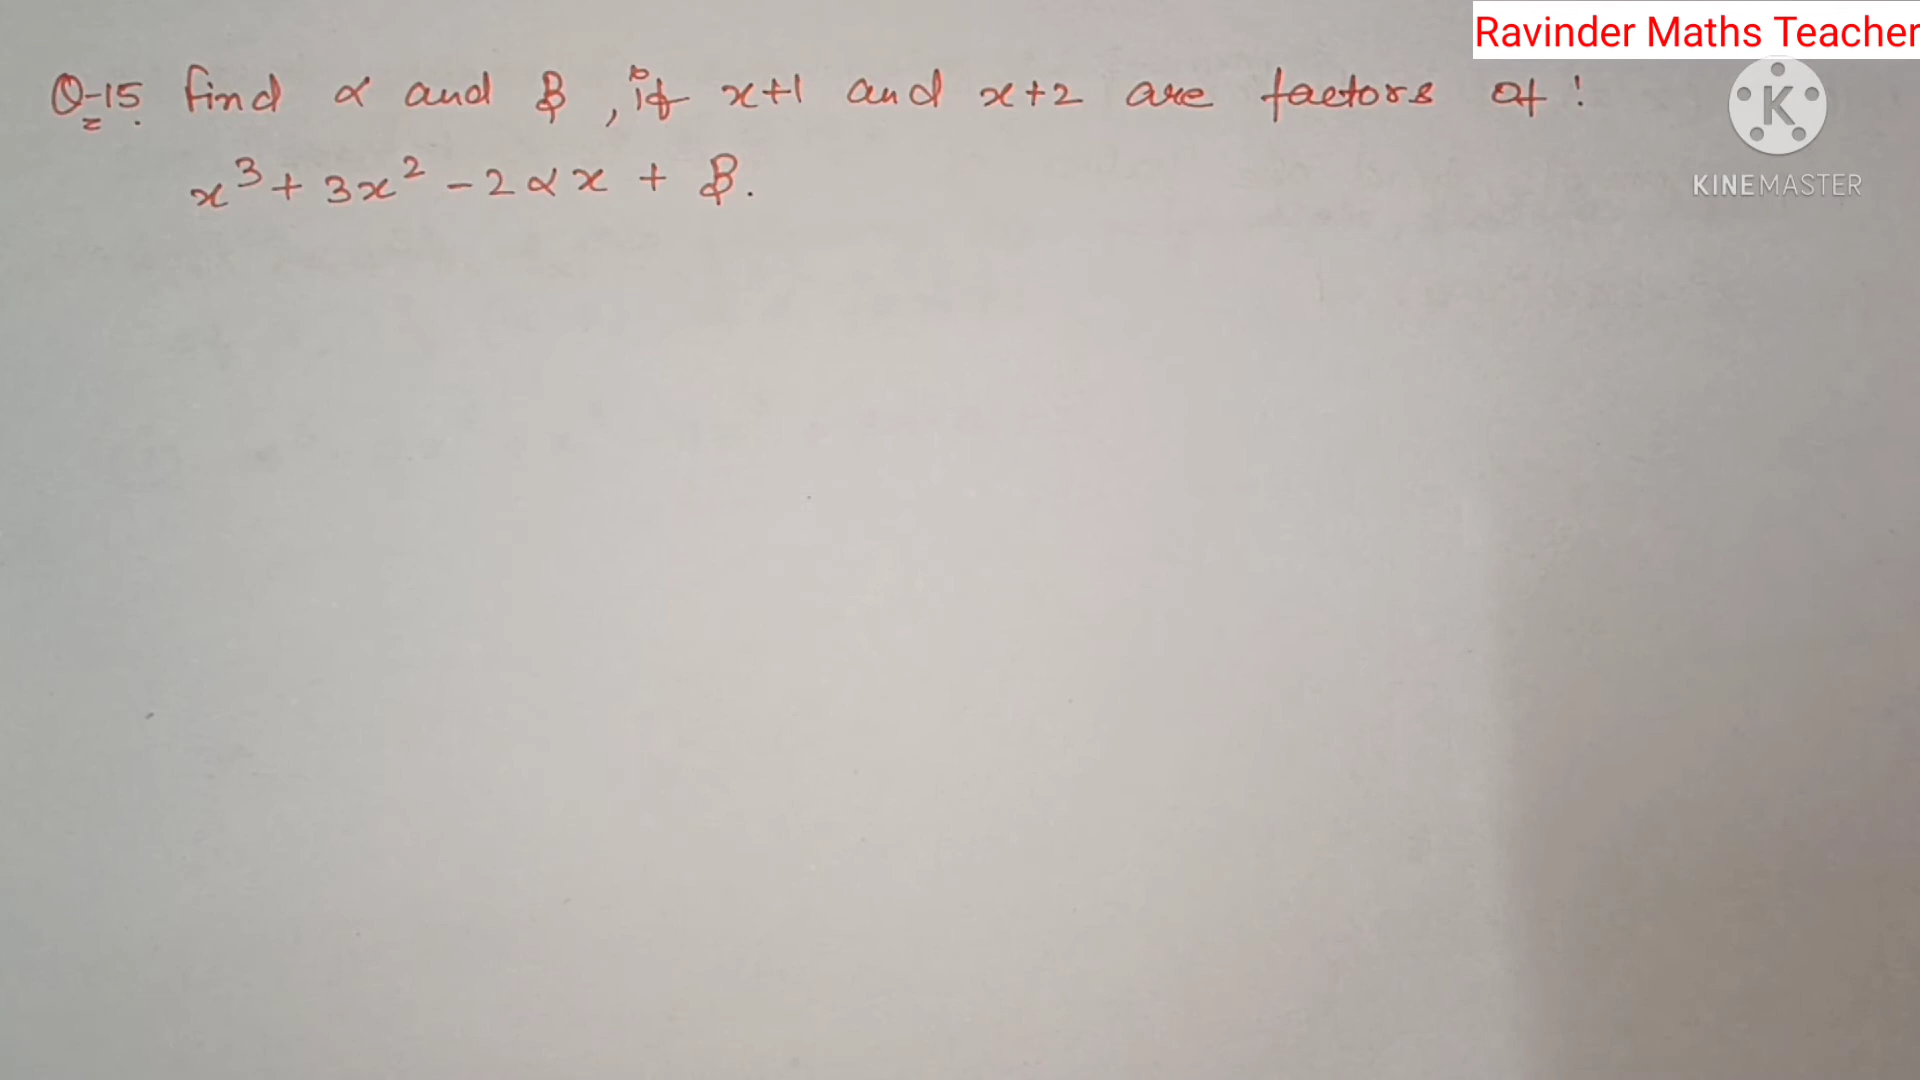 Ravinder Maths Teacher
Q-15. find α and β, if x+1 and x+2 are factors of :
x³ + 3x² - 2αx + β.
K
KINEMASTER